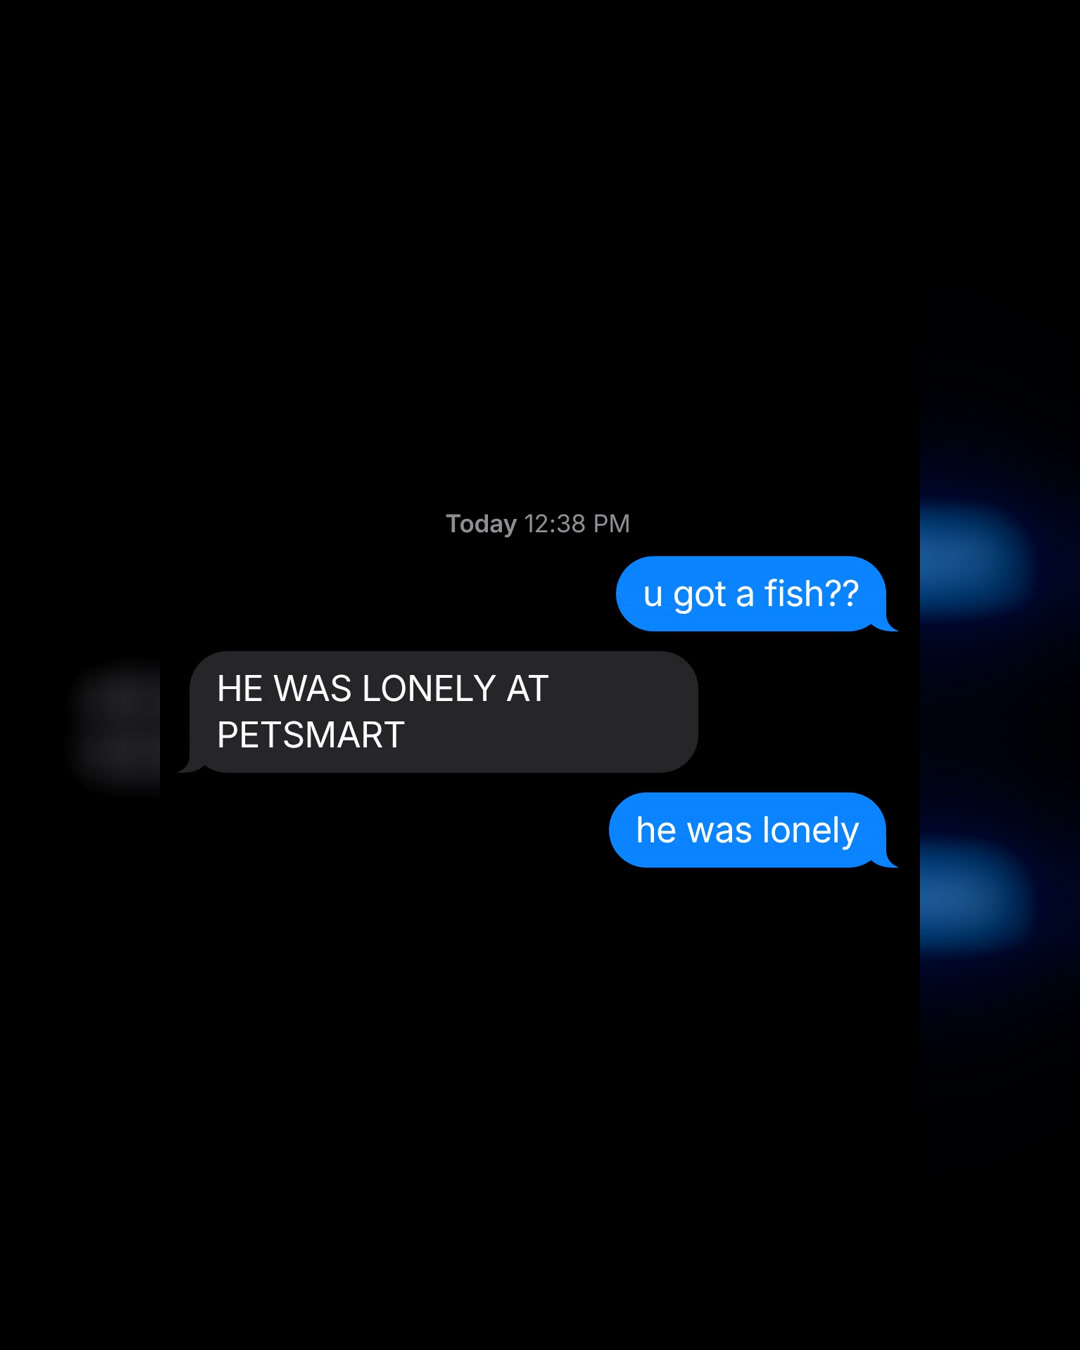 Today 12:38 PM
u got a fish??
HE WAS LONELY AT
PETSMART
he was lonely